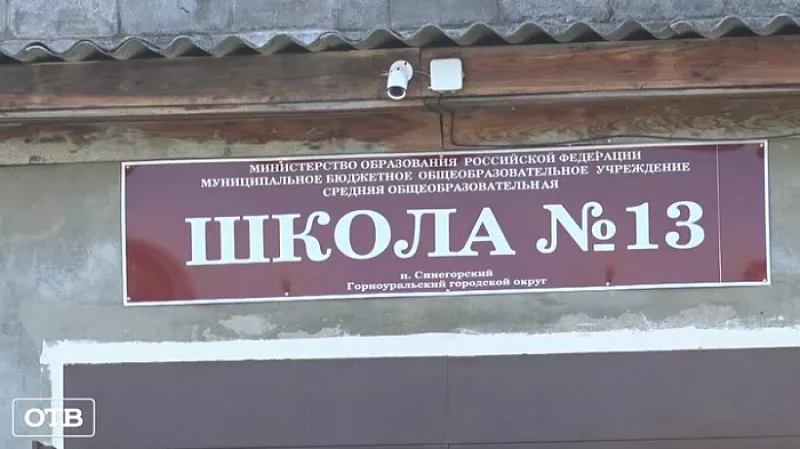 МИНИСТЕРСТВО ОБРАЗОВАНИЯ РОССИЙСКОЙ ФЕДЕРАЦИИ
МУНИЦИПАЛЬНОЕ БЮДЖЕТНОЕ ОБЩЕОБРАЗОВАТЕЛЬНОЕ УЧРЕЖДЕНИЕ
СРЕДНЯЯ ОБЩЕОБРАЗОВАТЕЛЬНАЯ
ШКОЛА №13
п. Синегорский
Горноуральский городской округ
ОТВ